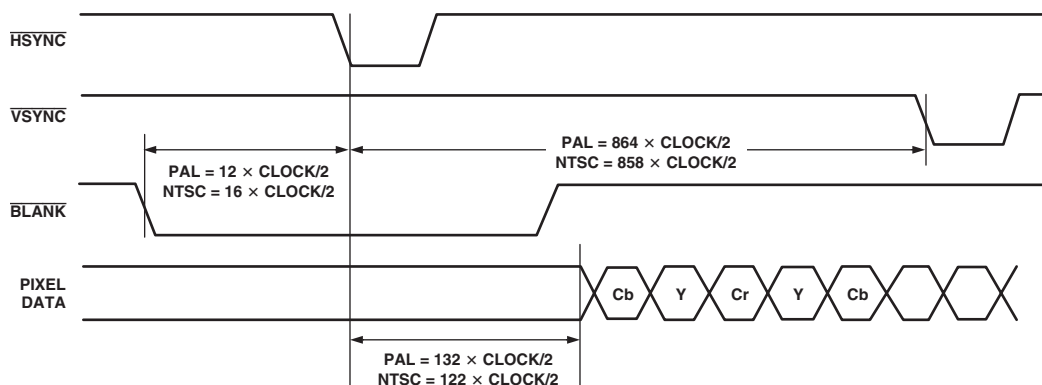 HSYNC
VSYNC
PAL = 864 × CLOCK/2
NTSC = 858 × CLOCK/2
PAL = 12 × CLOCK/2
NTSC = 16 × CLOCK/2
BLANK
PIXEL
DATA
Cb Y Cr Y Cb
PAL = 132 × CLOCK/2
NTSC = 122 × CLOCK/2